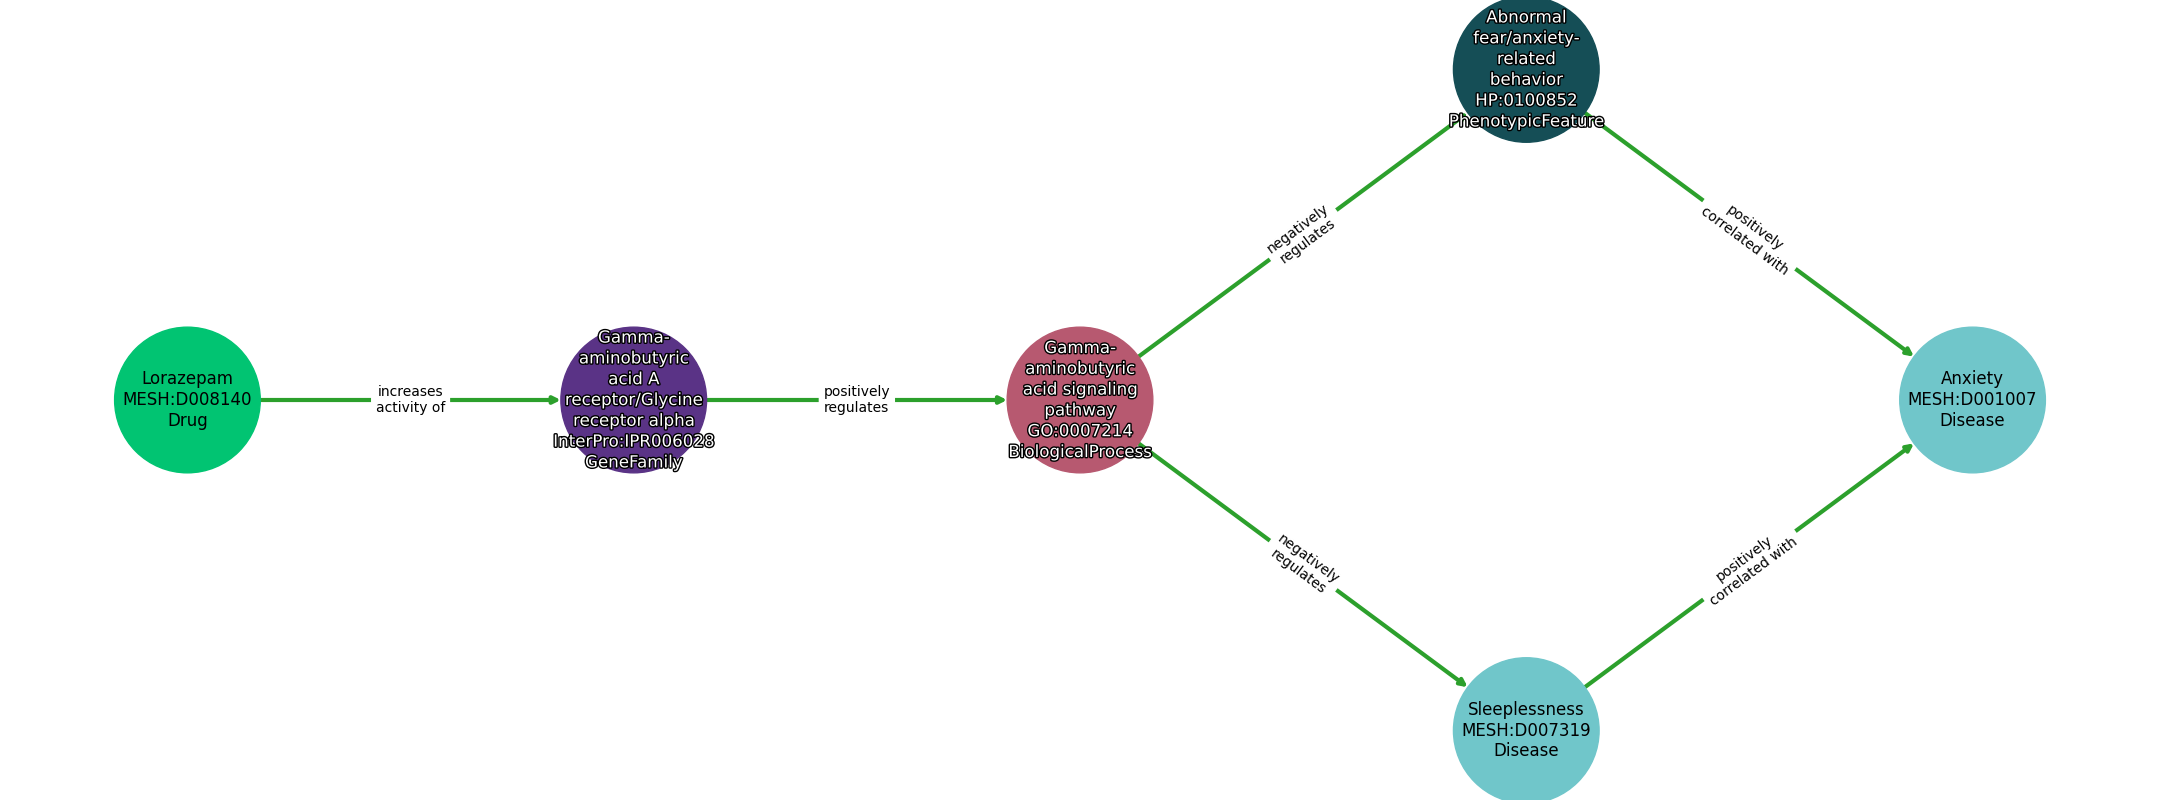 Abnormal
fear/anxiety-
related
behavior
HP:0100852
PhenotypicFeature
negatively
regulates
positively
correlated with
Lorazepam
MESH:D008140
Drug
increases
activity of
Gamma-
aminobutyric
acid A
receptor/Glycine
receptor alpha
InterPro:IPR006028
GeneFamily
positively
regulates
Gamma-
aminobutyric
acid signaling
pathway
GO:0007214
BiologicalProcess
Anxiety
MESH:D001007
Disease
negatively
regulates
positively
correlated with
Sleeplessness
MESH:D007319
Disease